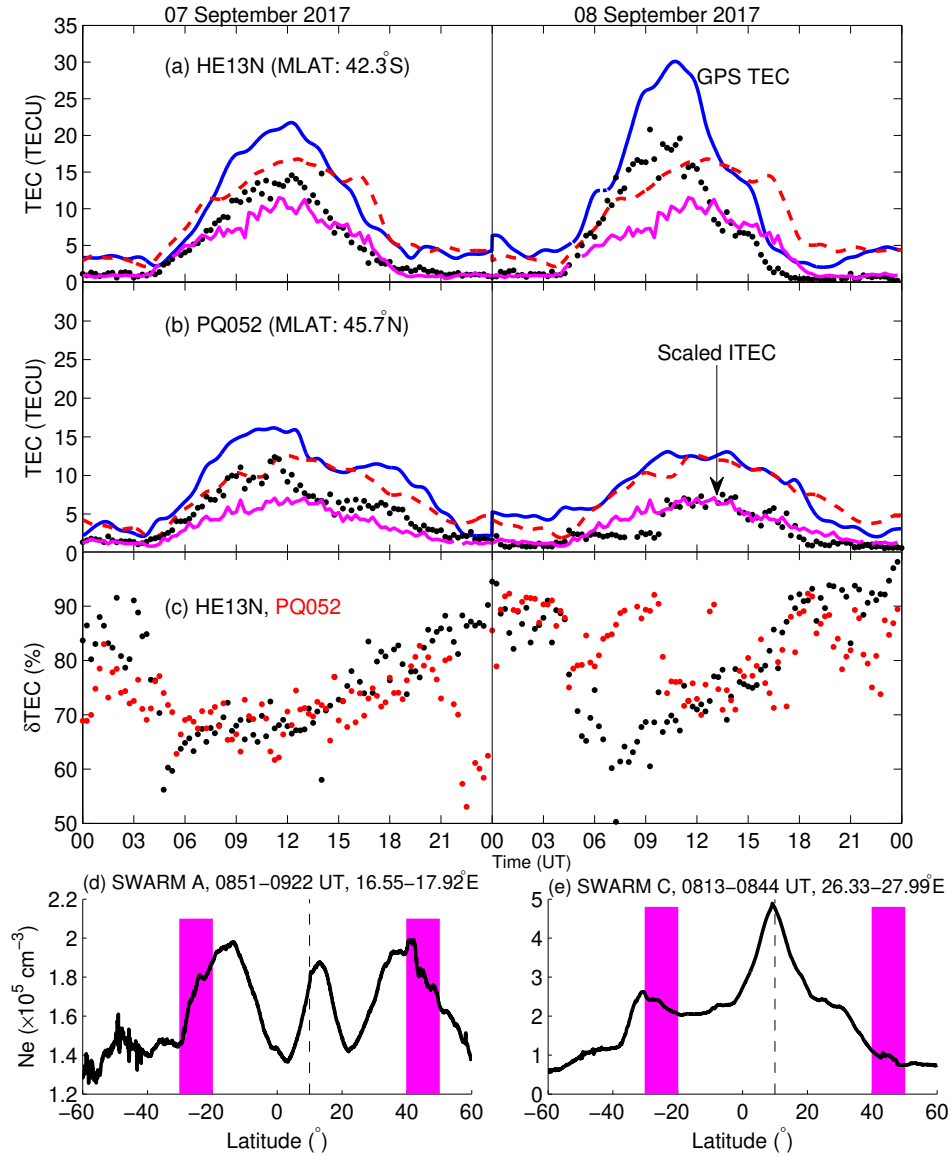 07 September 2017 08 September 2017
35
30
25
20
15
10
5
0
TEC (TECU)
(a) HE13N (MLAT: 42.3°S)
GPS TEC
30
25
20
15
10
5
0
TEC (TECU)
(b) PQ052 (MLAT: 45.7°N)
Scaled ITEC
90
80
70
60
50
δTEC (%)
(c) HE13N, PQ052
00 03 06 09 12 15 18 21 00 03 06 09 12 15 18 21 00
Time (UT)
(d) SWARM A, 0851−0922 UT, 16.55−17.92°E
2.2
2
1.8
1.6
1.4
1.2
Ne (×10⁵ cm⁻³)
−60 −40 −20 0 20 40 60
Latitude (°)
(e) SWARM C, 0813−0844 UT, 26.33−27.99°E
5
4
3
2
1
0
−60 −40 −20 0 20 40 60
Latitude (°)